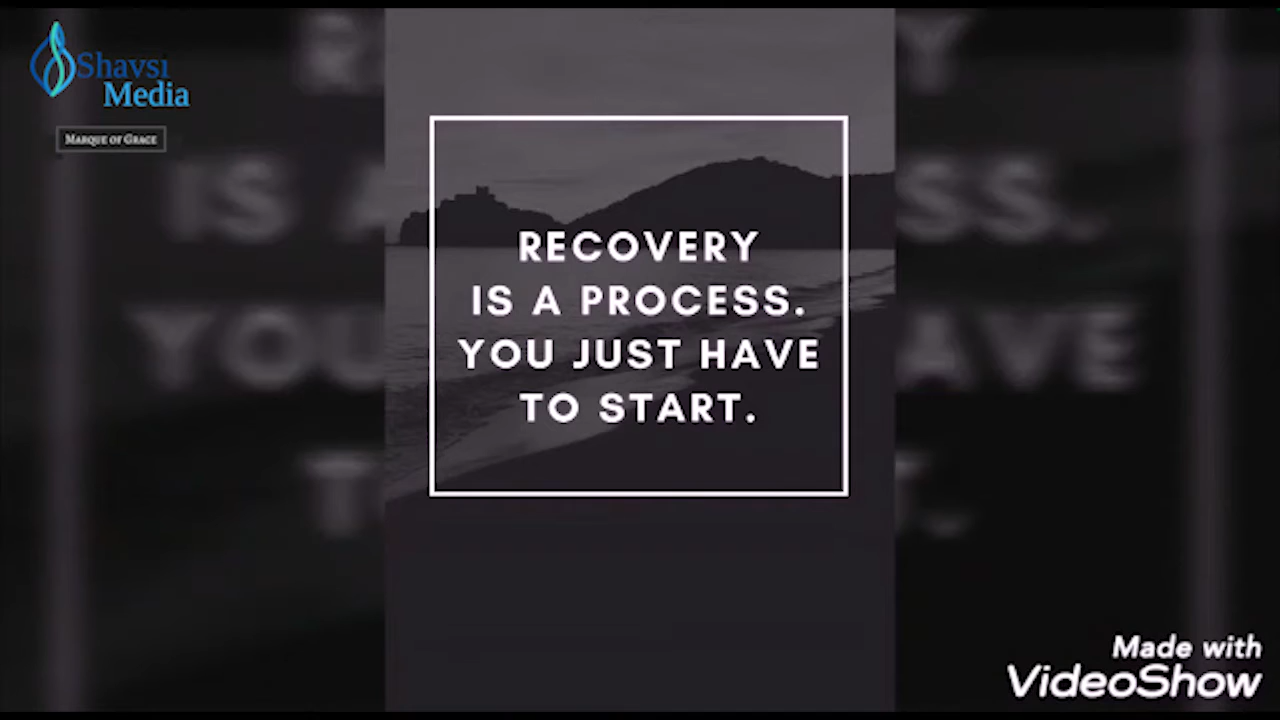 Shavsi
Media
MARQUE OF GRACE
RECOVERY
IS A PROCESS.
YOU JUST HAVE
TO START.
Made with
VideoShow